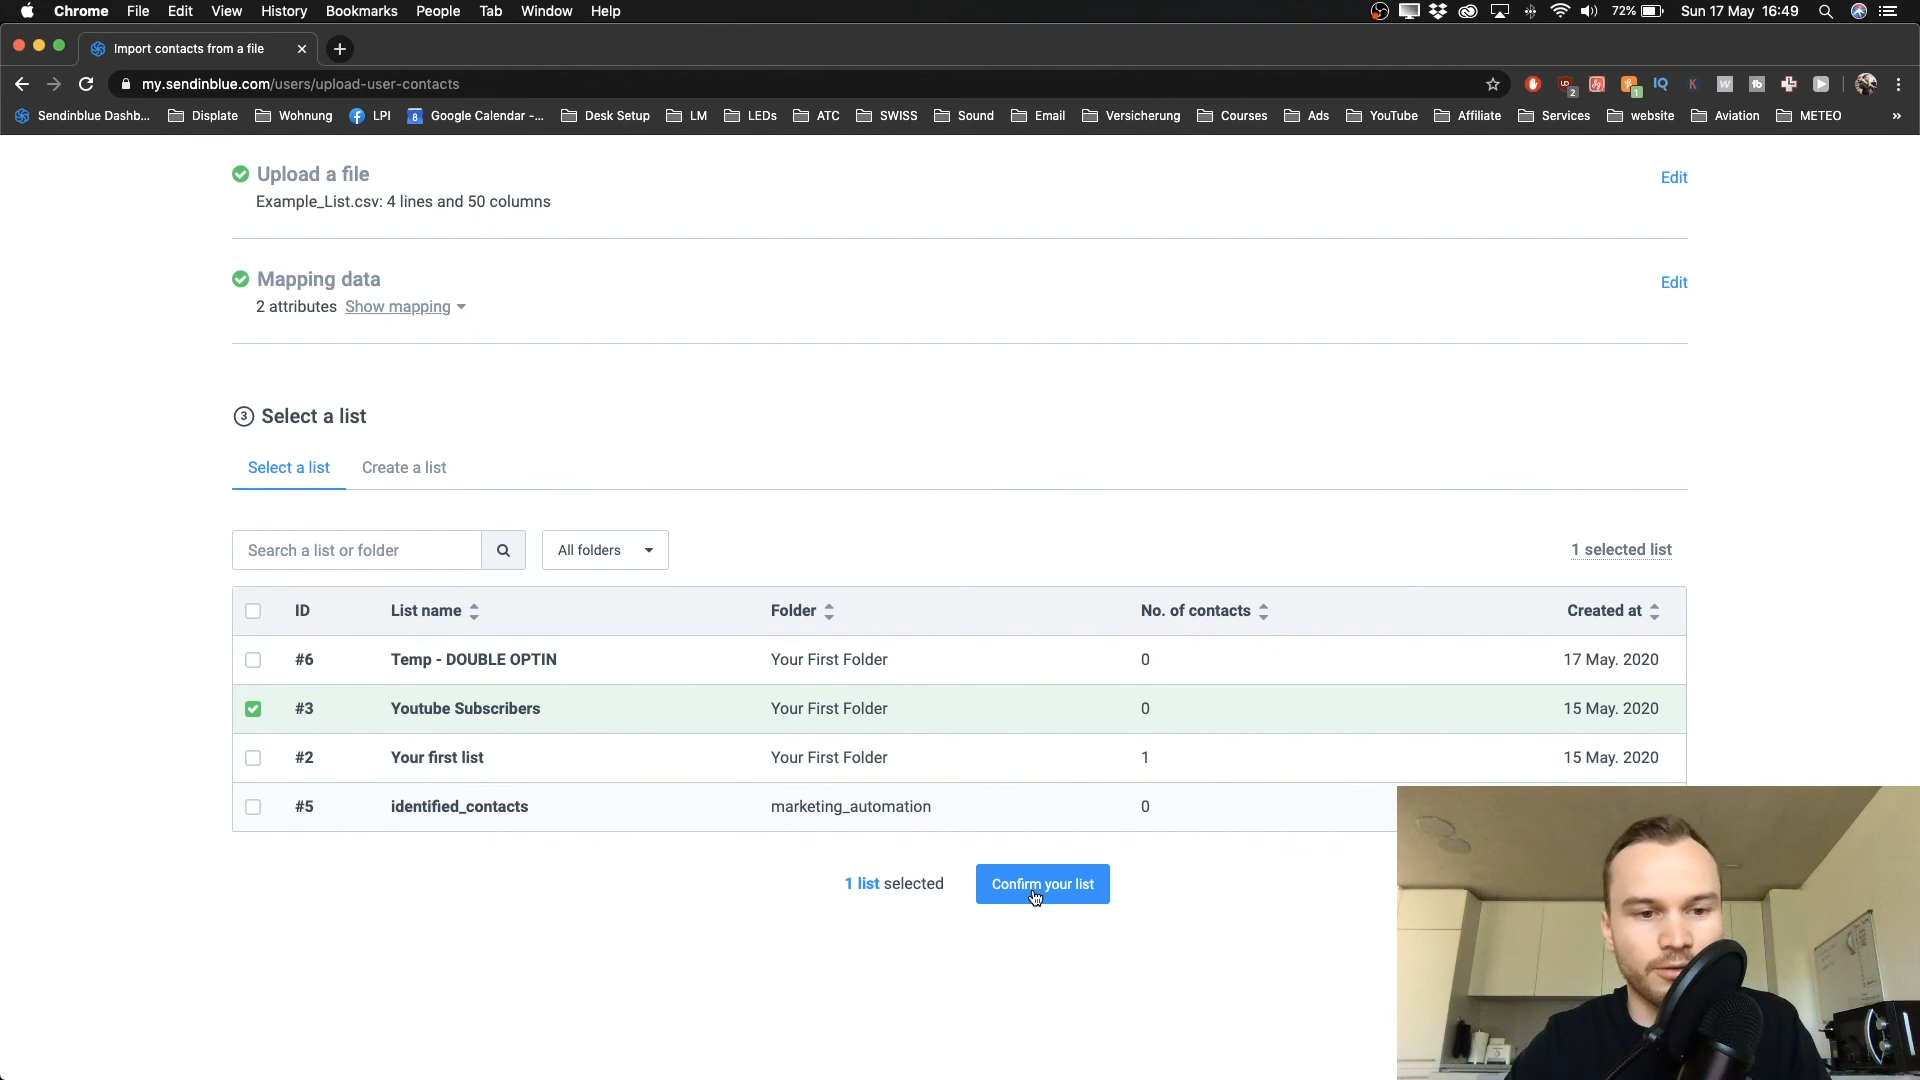 Chrome File Edit View History Bookmarks People Tab Window Help 72% Sun 17 May 16:49
Import contacts from a file
my.sendinblue.com/users/upload-user-contacts
Sendinblue Dashb... Displate Wohnung LPI Google Calendar -... Desk Setup LM LEDs ATC SWISS Sound Email Versicherung Courses Ads YouTube Affiliate Services website Aviation METEO »
Upload a file Edit
Example_List.csv: 4 lines and 50 columns
Mapping data Edit
2 attributes Show mapping
3 Select a list
Select a list Create a list
Search a list or folder All folders 1 selected list
ID List name Folder No. of contacts Created at
#6 Temp - DOUBLE OPTIN Your First Folder 0 17 May. 2020
#3 Youtube Subscribers Your First Folder 0 15 May. 2020
#2 Your first list Your First Folder 1 15 May. 2020
#5 identified_contacts marketing_automation 0
1 list selected Confirm your list